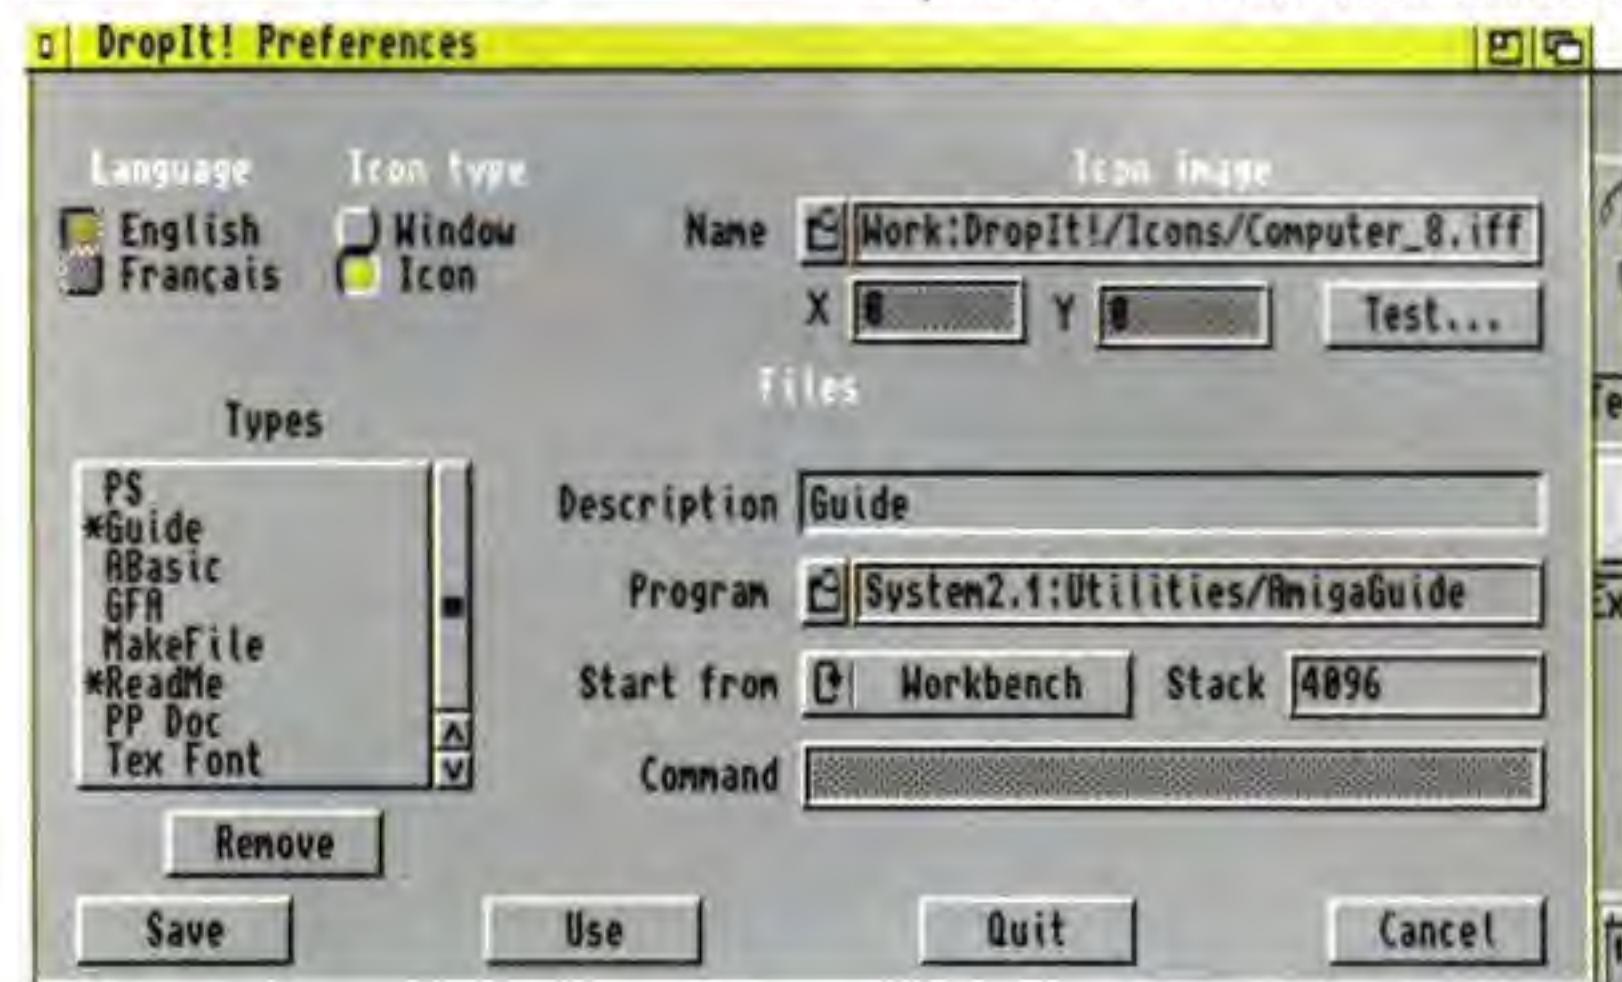 DropIt! Preferences
Language
Icon type
Icon image
English
Français
Window
Icon
Name
Work:DropIt!/Icons/Computer_8.iff
X 0
Y 0
Test...
Files
Types
PS
*Guide
ABasic
GFA
MakeFile
*ReadMe
PP Doc
Tex Font
Description Guide
Program System2.1:Utilities/AmigaGuide
Start from Workbench
Stack 4096
Command
Remove
Save
Use
Quit
Cancel